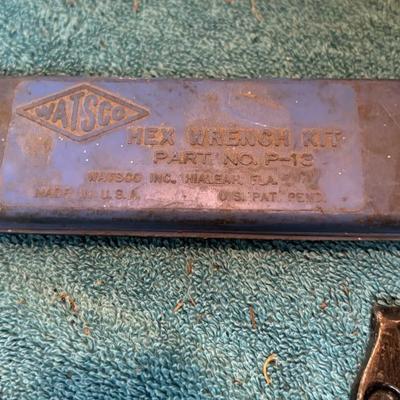 WATSCO
HEX WRENCH KIT
PART NO. P-13
WATSCO INC., HIALEAH, FLA.
MADE IN U.S.A. U.S. PAT. PEND.